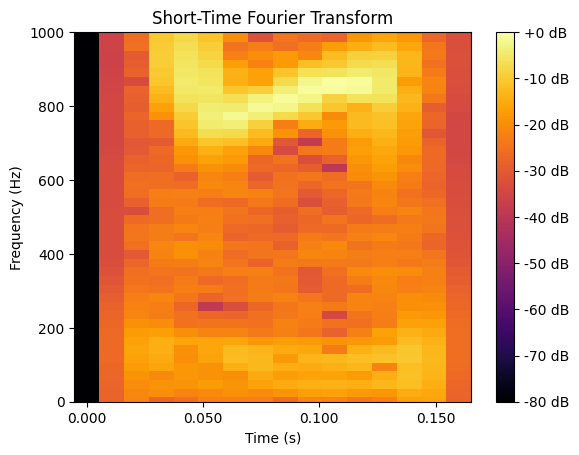 Short-Time Fourier Transform
1000
800
600
400
200
0
Frequency (Hz)
0.000
0.050
0.100
0.150
Time (s)
+0 dB
-10 dB
-20 dB
-30 dB
-40 dB
-50 dB
-60 dB
-70 dB
-80 dB